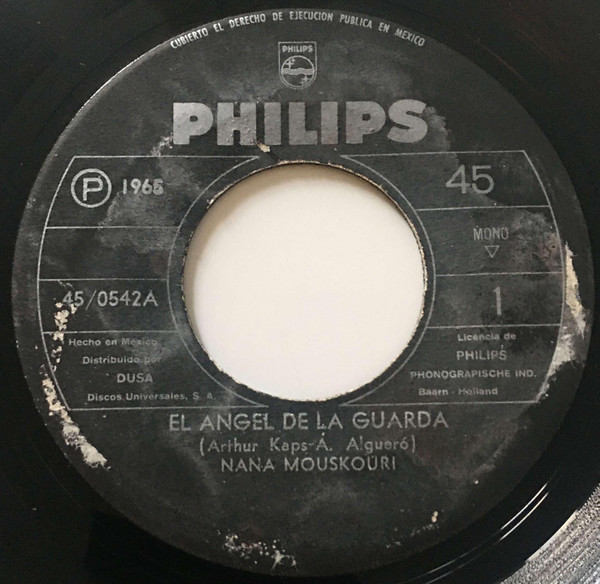 CUBIERTO EL DERECHO DE EJECUCION PUBLICA EN MEXICO
PHILIPS
PHILIPS
Ⓟ 1965
45
MONO
45/0542A
1
Hecho en México
Distribuido por
DUSA
Discos Universales, S. A.
Licencia de
PHILIPS
PHONOGRAPISCHE IND.
Baarn - Holland
EL ANGEL DE LA GUARDA
(Arthur Kaps-A. Algueró)
NANA MOUSKOURI